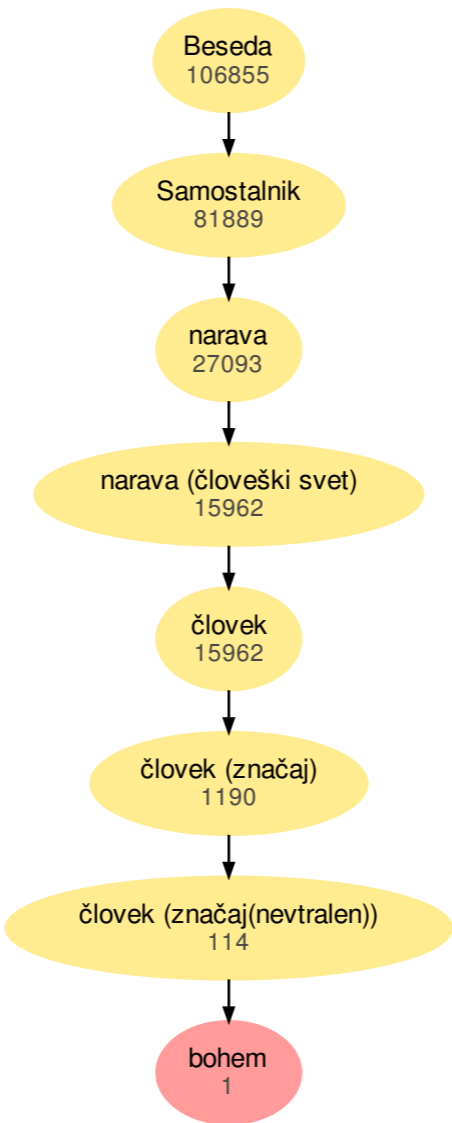 Beseda
106855
Samostalnik
81889
narava
27093
narava (človeški svet)
15962
človek
15962
človek (značaj)
1190
človek (značaj(nevtralen))
114
bohem
1